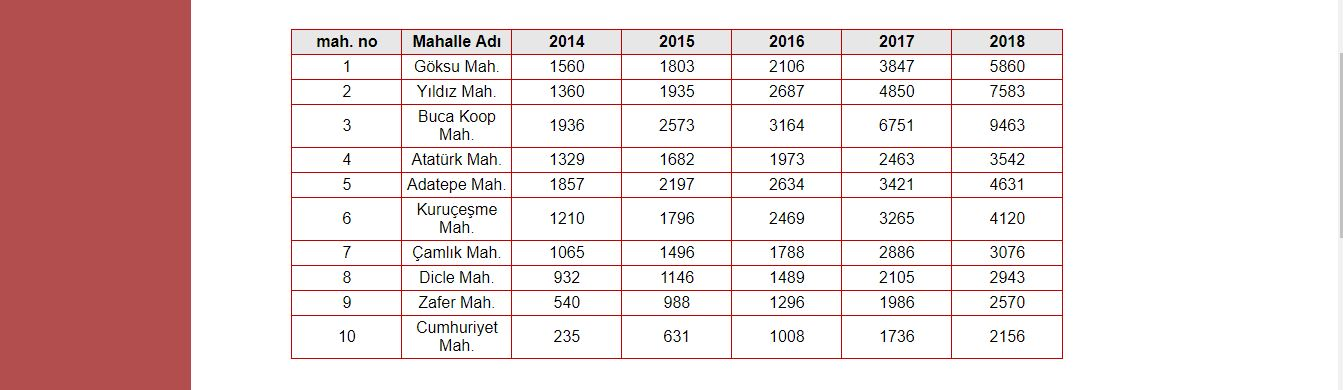 mah. no Mahalle Adı 2014 2015 2016 2017 2018
1 Göksu Mah. 1560 1803 2106 3847 5860
2 Yıldız Mah. 1360 1935 2687 4850 7583
3 Buca Koop Mah. 1936 2573 3164 6751 9463
4 Atatürk Mah. 1329 1682 1973 2463 3542
5 Adatepe Mah. 1857 2197 2634 3421 4631
6 Kuruçeşme Mah. 1210 1796 2469 3265 4120
7 Çamlık Mah. 1065 1496 1788 2886 3076
8 Dicle Mah. 932 1146 1489 2105 2943
9 Zafer Mah. 540 988 1296 1986 2570
10 Cumhuriyet Mah. 235 631 1008 1736 2156